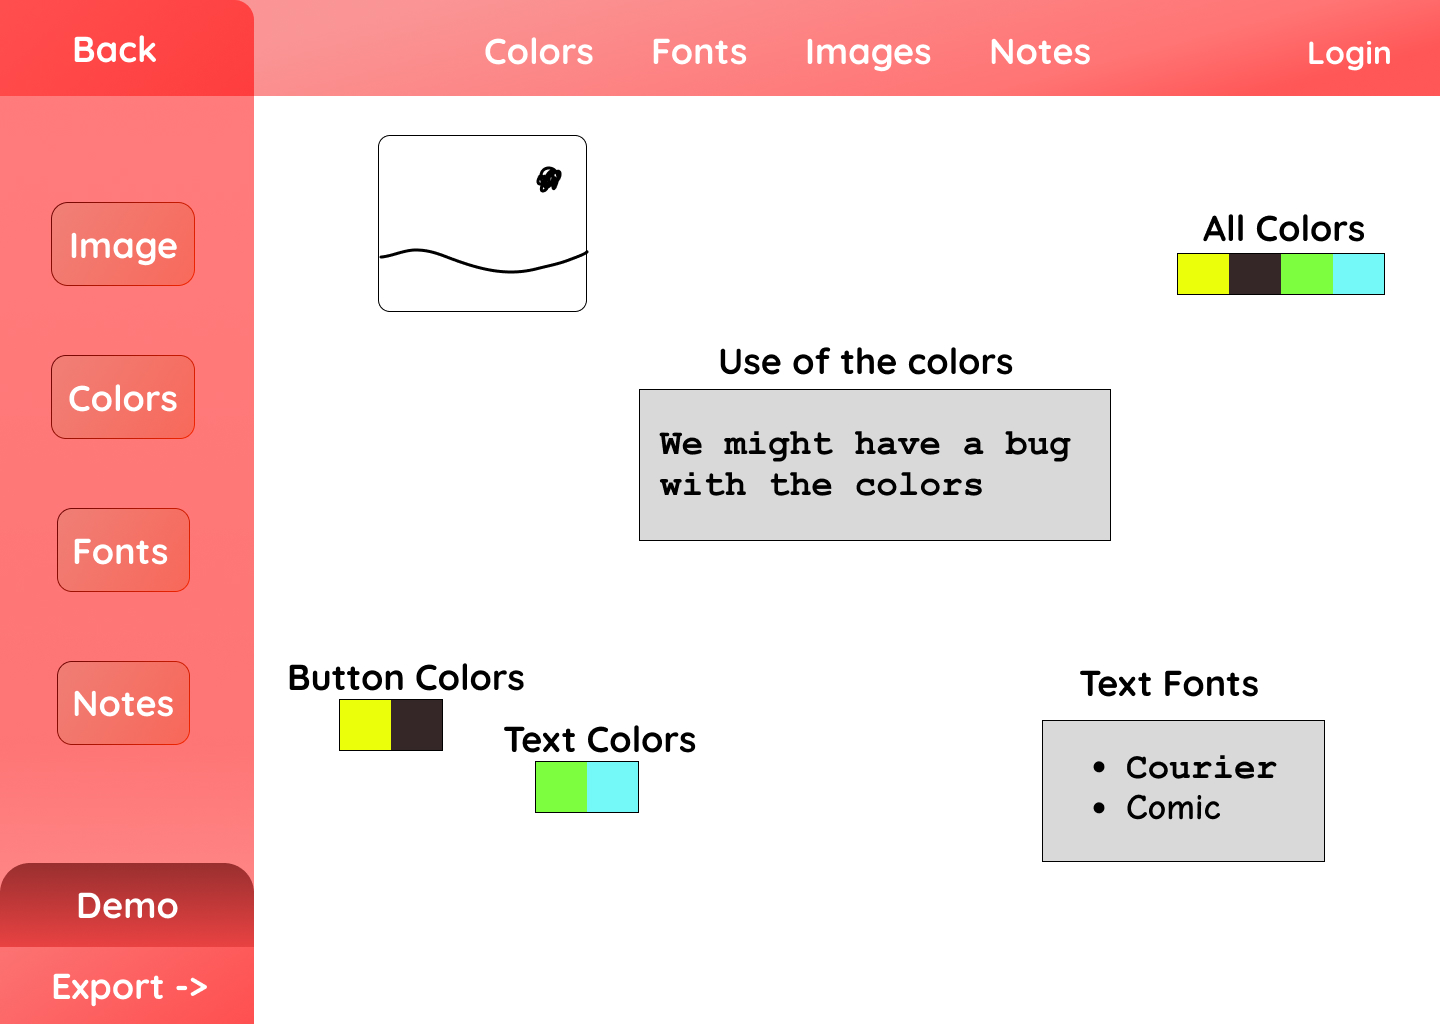 Back
Colors Fonts Images Notes Login
Image
Colors
Fonts
Notes
Demo
Export ->
All Colors
Use of the colors
We might have a bug
with the colors
Button Colors
Text Colors
Text Fonts
• Courier
• Comic